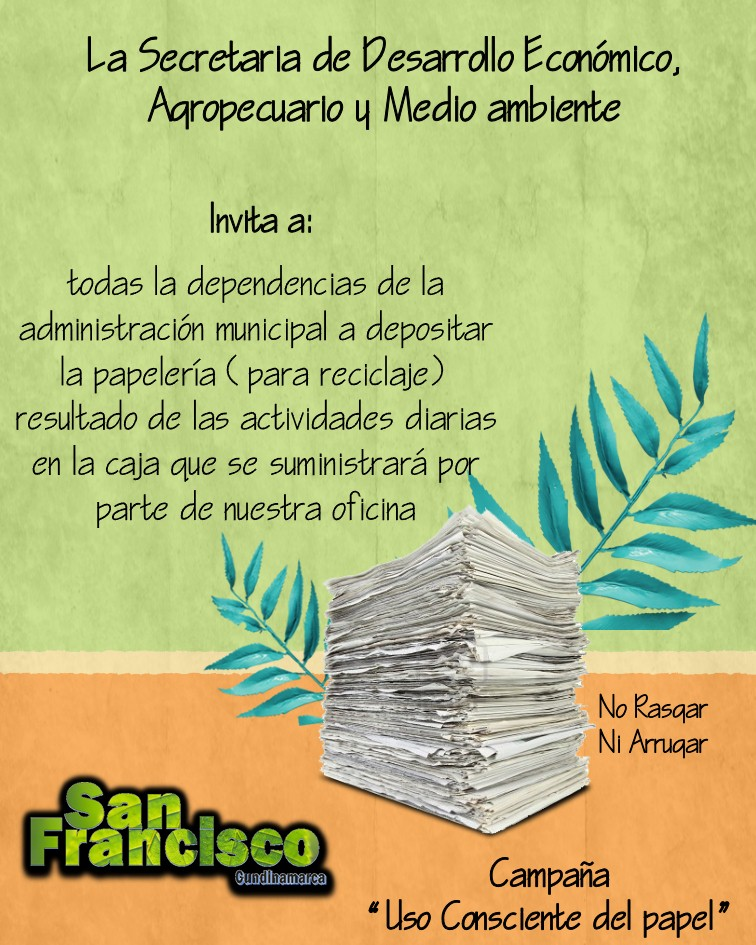 La Secretaria de Desarrollo Económico,
Agropecuario y Medio ambiente
Invita a:
todas la dependencias de la
administración municipal a depositar
la papelería ( para reciclaje)
resultado de las actividades diarias
en la caja que se suministrará por
parte de nuestra oficina
No Rasgar
Ni Arrugar
San
Francisco
Cundinamarca
Campaña
“ Uso Consciente del papel”